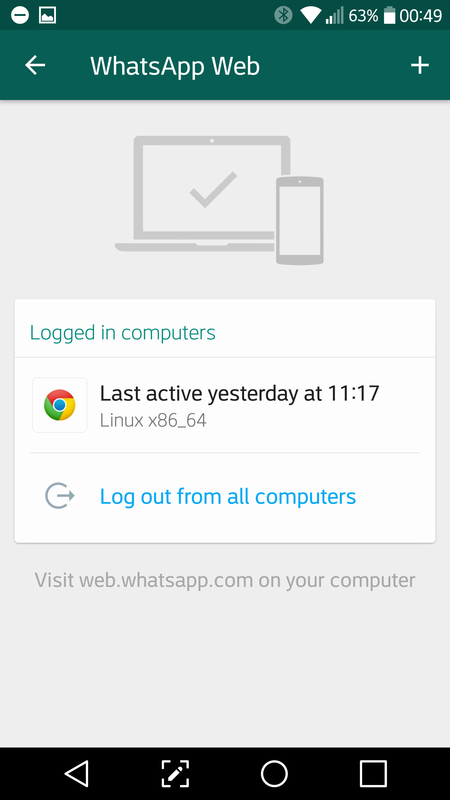 63% 00:49
WhatsApp Web
Logged in computers
Last active yesterday at 11:17
Linux x86_64
Log out from all computers
Visit web.whatsapp.com on your computer